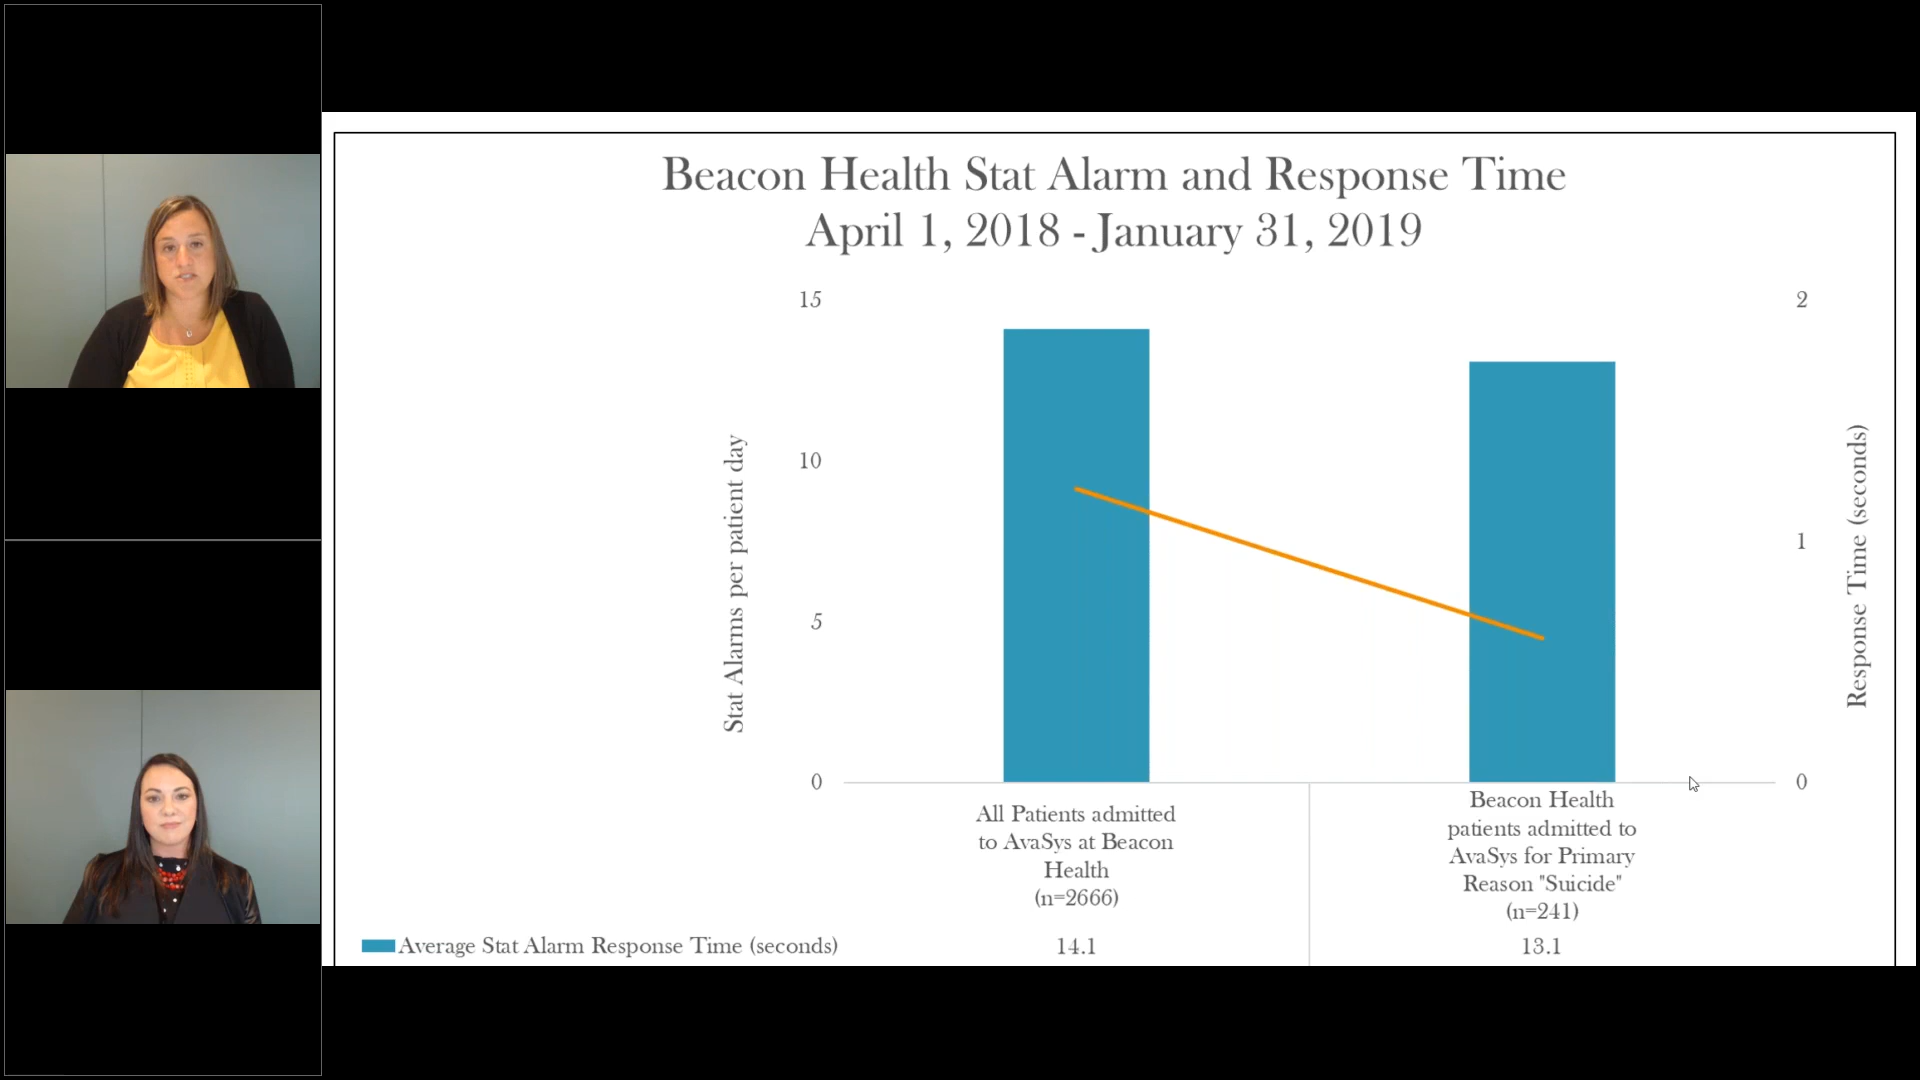 Beacon Health Stat Alarm and Response Time
April 1, 2018 - January 31, 2019
15
10
5
0
Stat Alarms per patient day
2
1
0
Response Time (seconds)
All Patients admitted
to AvaSys at Beacon
Health
(n=2666)
Beacon Health
patients admitted to
AvaSys for Primary
Reason "Suicide"
(n=241)
Average Stat Alarm Response Time (seconds) 14.1 13.1